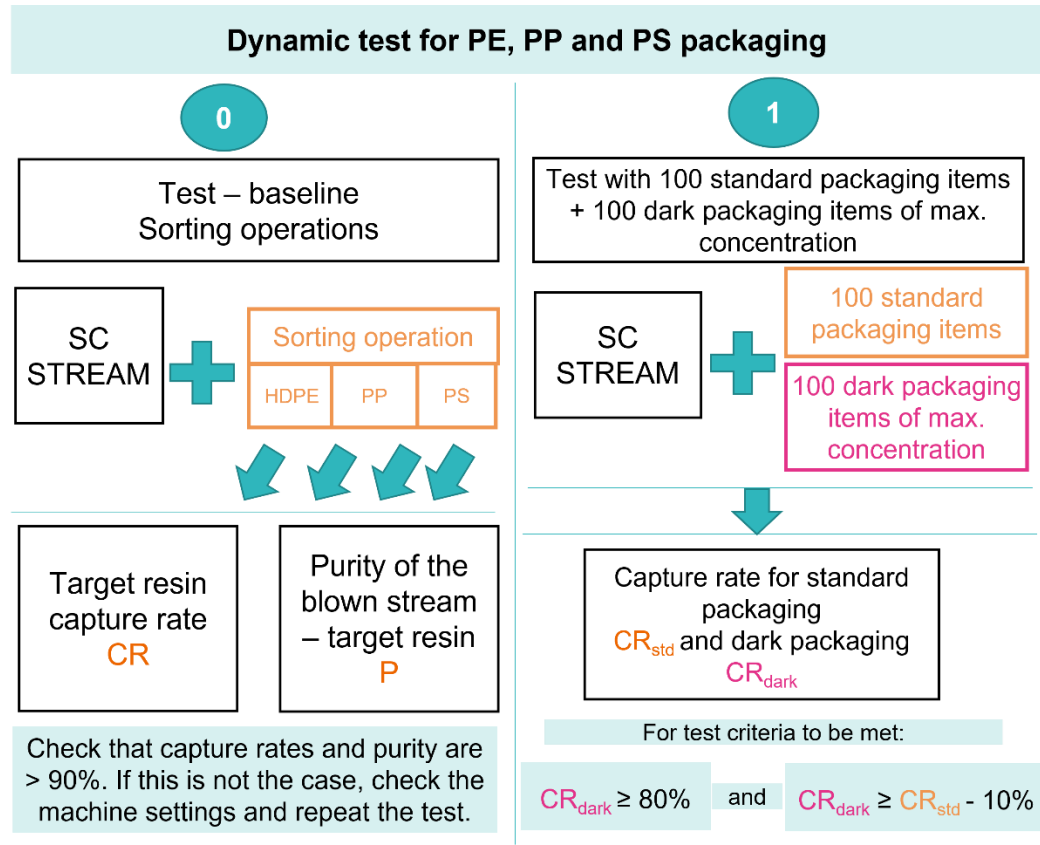 Dynamic test for PE, PP and PS packaging
0
Test – baseline
Sorting operations
SC
STREAM
Sorting operation
HDPE
PP
PS
Target resin
capture rate
CR
Purity of the
blown stream
– target resin
P
Check that capture rates and purity are
> 90%. If this is not the case, check the
machine settings and repeat the test.
1
Test with 100 standard packaging items
+ 100 dark packaging items of max.
concentration
SC
STREAM
100 standard
packaging items
100 dark packaging
items of max.
concentration
Capture rate for standard
packaging
CRstd and dark packaging
CRdark
For test criteria to be met:
CRdark ≥ 80%
and
CRdark ≥ CRstd - 10%